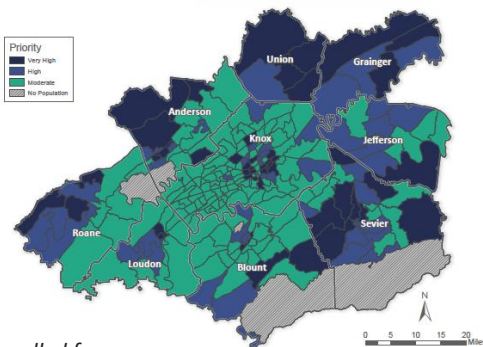 Priority
Very High
High
Moderate
No Population
Union
Grainger
Anderson
Knox
Jefferson
Sevier
Roane
Loudon
Blount
N
0 5 10 15 20
Mile